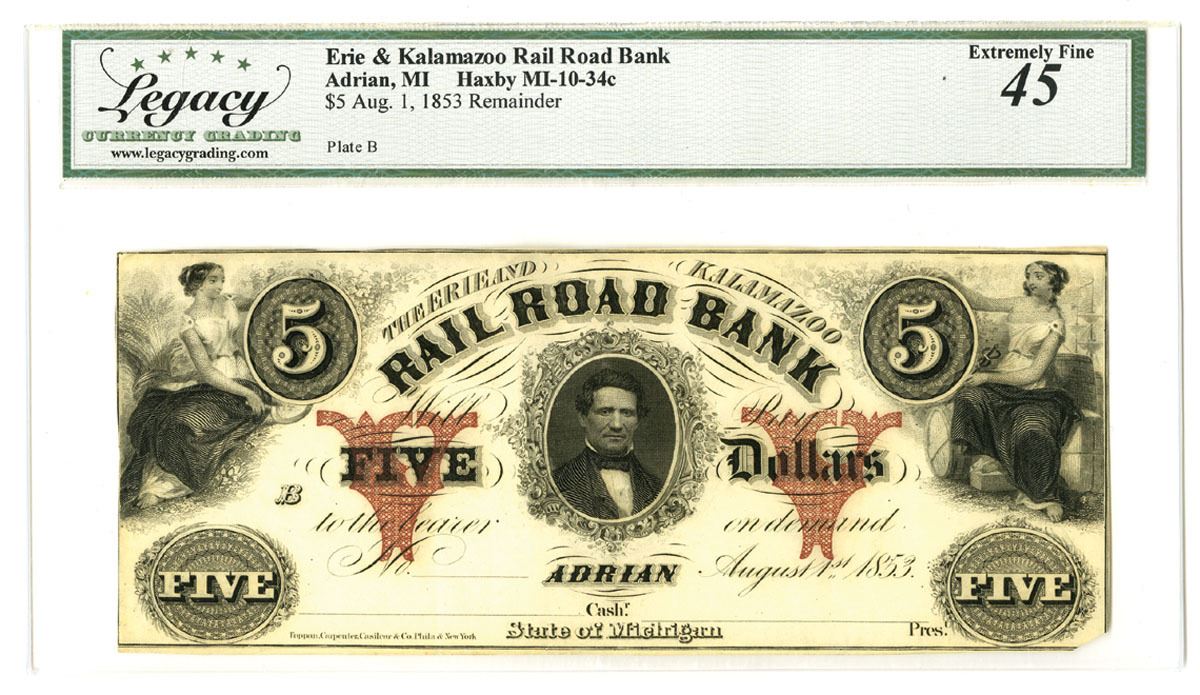 Legacy
CURRENCY GRADING
www.legacygrading.com
Erie & Kalamazoo Rail Road Bank
Adrian, MI Haxby MI-10-34c
$5 Aug. 1, 1853 Remainder
Plate B
Extremely Fine
45
THE ERIE AND KALAMAZOO
RAIL ROAD BANK
5 5
Will Pay
FIVE Dollars
B B
to the bearer on demand
No. ADRIAN August 1st 1853.
FIVE FIVE
Cashr. Prest.
Toppan, Carpenter, Casilear & Co. Phila. & New York
State of Michigan